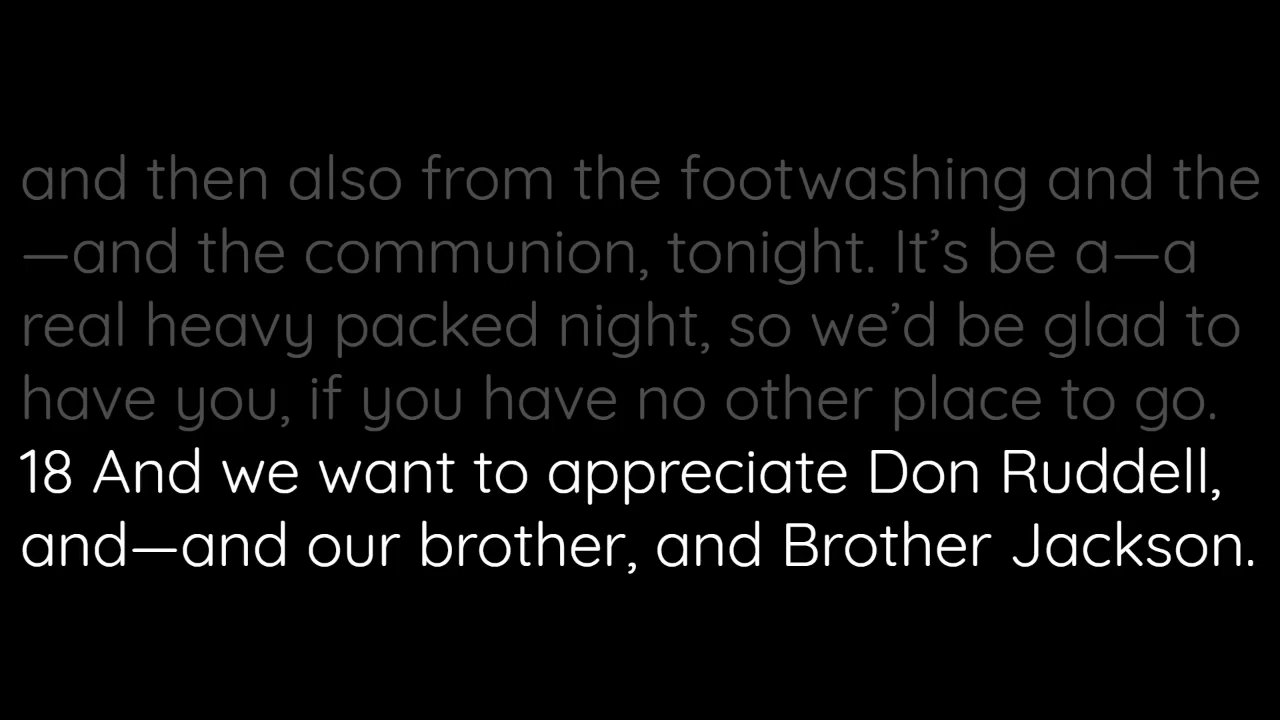 and then also from the footwashing and the
—and the communion, tonight. It’s be a—a
real heavy packed night, so we’d be glad to
have you, if you have no other place to go.
18 And we want to appreciate Don Ruddell,
and—and our brother, and Brother Jackson.